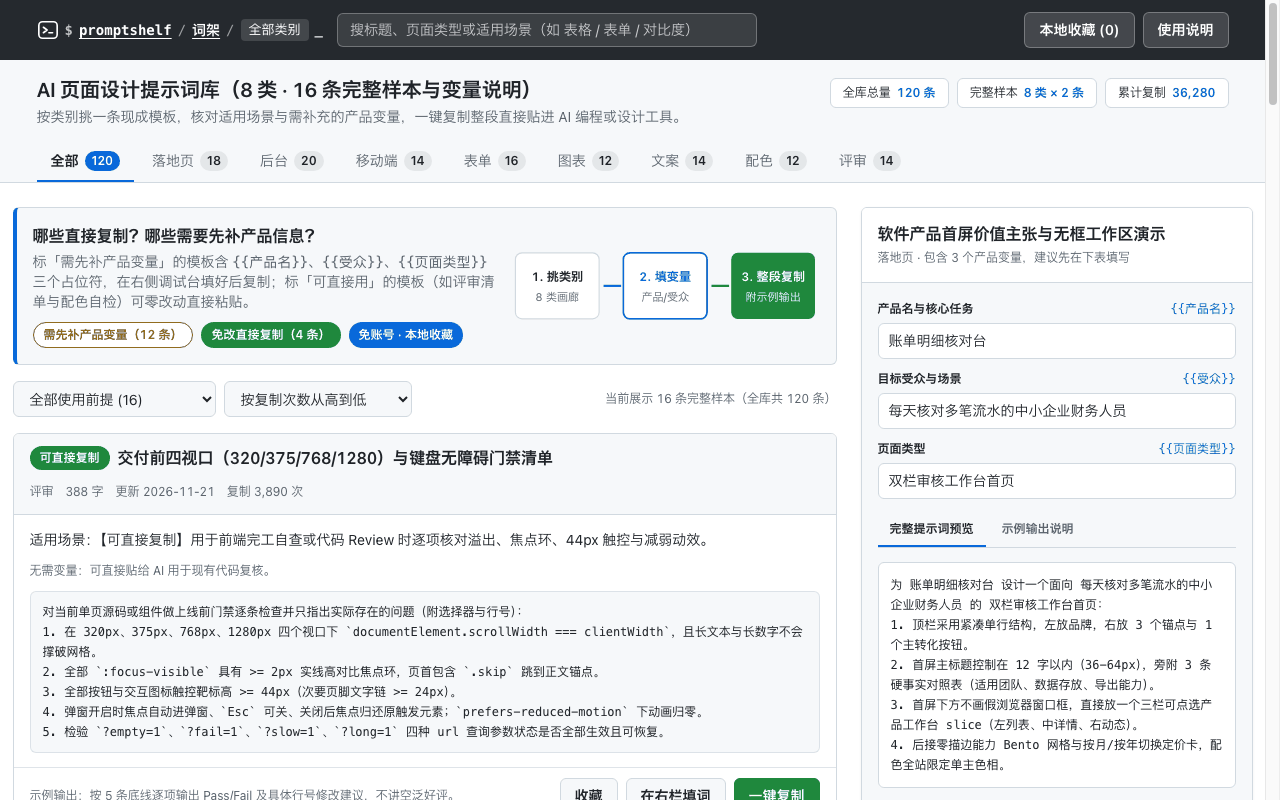 $ promptshelf / 词架 / 全部类别 _
搜标题、页面类型或适用场景（如 表格 / 表单 / 对比度）
本地收藏 (0)
使用说明
AI 页面设计提示词库（8 类 · 16 条完整样本与变量说明）
按类别挑一条现成模板，核对适用场景与需补充的产品变量，一键复制整段直接贴进 AI 编程或设计工具。
全库总量 120 条
完整样本 8 类 × 2 条
累计复制 36,280
全部 120
落地页 18
后台 20
移动端 14
表单 16
图表 12
文案 14
配色 12
评审 14
哪些直接复制？哪些需要先补产品信息？
标「需先补产品变量」的模板含 {{产品名}}、{{受众}}、{{页面类型}}
三个占位符，在右侧调试台填好后复制；标「可直接用」的模板（如评审清
单与配色自检）可零改动直接粘贴。
需先补产品变量（12 条）
免改直接复制（4 条）
免账号 · 本地收藏
1. 挑类别
8 类画廊
2. 填变量
产品/受众
3. 整段复制
附示例输出
全部使用前提 (16)
按复制次数从高到低
当前展示 16 条完整样本（全库共 120 条）
可直接复制
交付前四视口（320/375/768/1280）与键盘无障碍门禁清单
评审 388 字 更新 2026-11-21 复制 3,890 次
适用场景：【可直接复制】用于前端完工自查或代码 Review 时逐项核对溢出、焦点环、44px 触控与减弱动效。
无需变量：可直接贴给 AI 用于现有代码复核。
对当前单页源码或组件做上线前门禁逐条检查并只指出实际存在的问题（附选择器与行号）：
1. 在 320px、375px、768px、1280px 四个视口下 `documentElement.scrollWidth === clientWidth`，且长文本与长数字不会
撑破网格。
2. 全部 `:focus-visible` 具有 >= 2px 实线高对比焦点环，页首包含 `.skip` 跳到正文锚点。
3. 全部按钮与交互图标触控靶标高 >= 44px（次要页脚文字链 >= 24px）。
4. 弹窗开启时焦点自动进弹窗、`Esc` 可关、关闭后焦点归还原触发元素；`prefers-reduced-motion` 下动画归零。
5. 检验 `?empty=1`、`?fail=1`、`?slow=1`、`?long=1` 四种 url 查询参数状态是否全部生效且可恢复。
示例输出：按 5 条底线逐项输出 Pass/Fail 及具体行号修改建议，不讲空泛好评。
收藏
在右栏填词
一键复制
软件产品首屏价值主张与无框工作区演示
落地页 · 包含 3 个产品变量，建议先在下表填写
产品名与核心任务 {{产品名}}
账单明细核对台
目标受众与场景 {{受众}}
每天核对多笔流水的中小企业财务人员
页面类型 {{页面类型}}
双栏审核工作台首页
完整提示词预览
示例输出说明
为 账单明细核对台 设计一个面向 每天核对多笔流水的中小
企业财务人员 的 双栏审核工作台首页：
1. 顶栏采用紧凑单行结构，左放品牌，右放 3 个锚点与 1
个主转化按钮。
2. 首屏主标题控制在 12 字以内（36-64px），旁附 3 条
硬事实对照表（适用团队、数据存放、导出能力）。
3. 首屏下方不画假浏览器窗口框，直接放一个三栏可点选产
品工作台 slice（左列表、中详情、右动态）。
4. 后接零描边能力 Bento 网格与按月/按年切换定价卡，配
色全站限定单主色相。